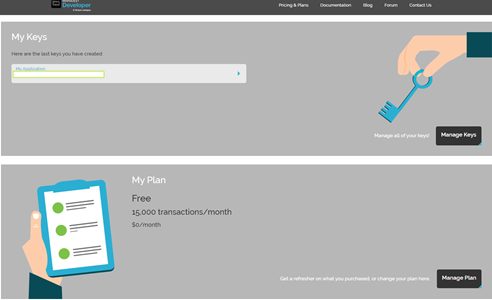 Developer
Pricing & Plans
Documentation
Blog
Forum
Contact Us
My Keys
Here are the last keys you have created
My Application
Manage all of your keys!
Manage Keys
My Plan
Free
15,000 transactions/month
$0/month
Get a refresher on what you purchased, or change your plan here.
Manage Plan